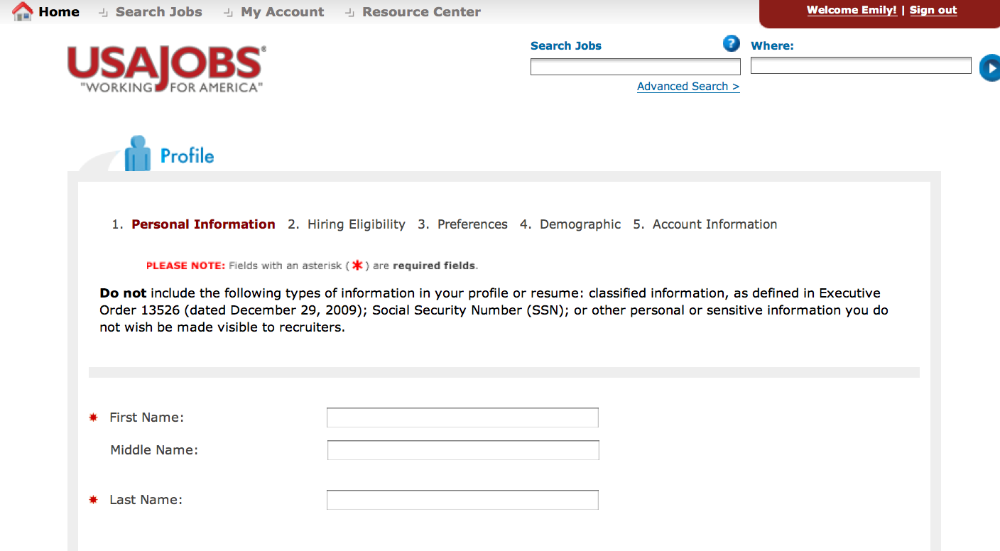 Home Search Jobs My Account Resource Center Welcome Emily! | Sign out
USAJOBS®
"WORKING FOR AMERICA"
Search Jobs ? Where:
Advanced Search >
Profile
1. Personal Information 2. Hiring Eligibility 3. Preferences 4. Demographic 5. Account Information
PLEASE NOTE: Fields with an asterisk ( * ) are required fields.
Do not include the following types of information in your profile or resume: classified information, as defined in Executive
Order 13526 (dated December 29, 2009); Social Security Number (SSN); or other personal or sensitive information you do
not wish be made visible to recruiters.
* First Name:
Middle Name:
* Last Name: